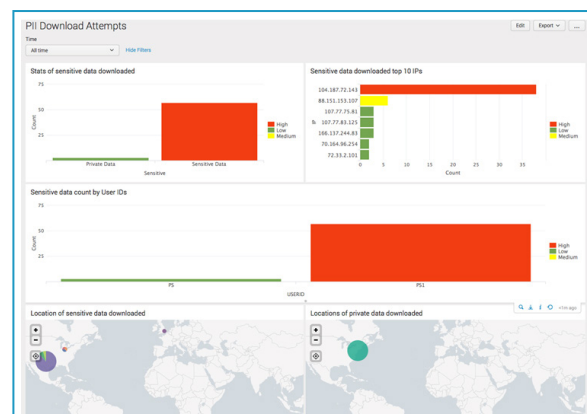 PII Download Attempts
Edit Export ...
Time
All time Hide Filters
Stats of sensitive data downloaded
75
50
25
Count
Private Data Sensitive Data
Sensitive
High
Low
Medium
Sensitive data downloaded top 10 IPs
104.187.72.143
88.151.153.107
107.77.75.81
107.77.83.125
166.137.244.83
70.164.96.254
72.33.2.101
IP
0 5 10 15 20 25 30 35
Count
High
Low
Medium
Sensitive data count by User IDs
75
50
25
Count
PS PS1
USERID
High
Low
Medium
Location of sensitive data downloaded
+
−
Locations of private data downloaded
<1m ago
+
−